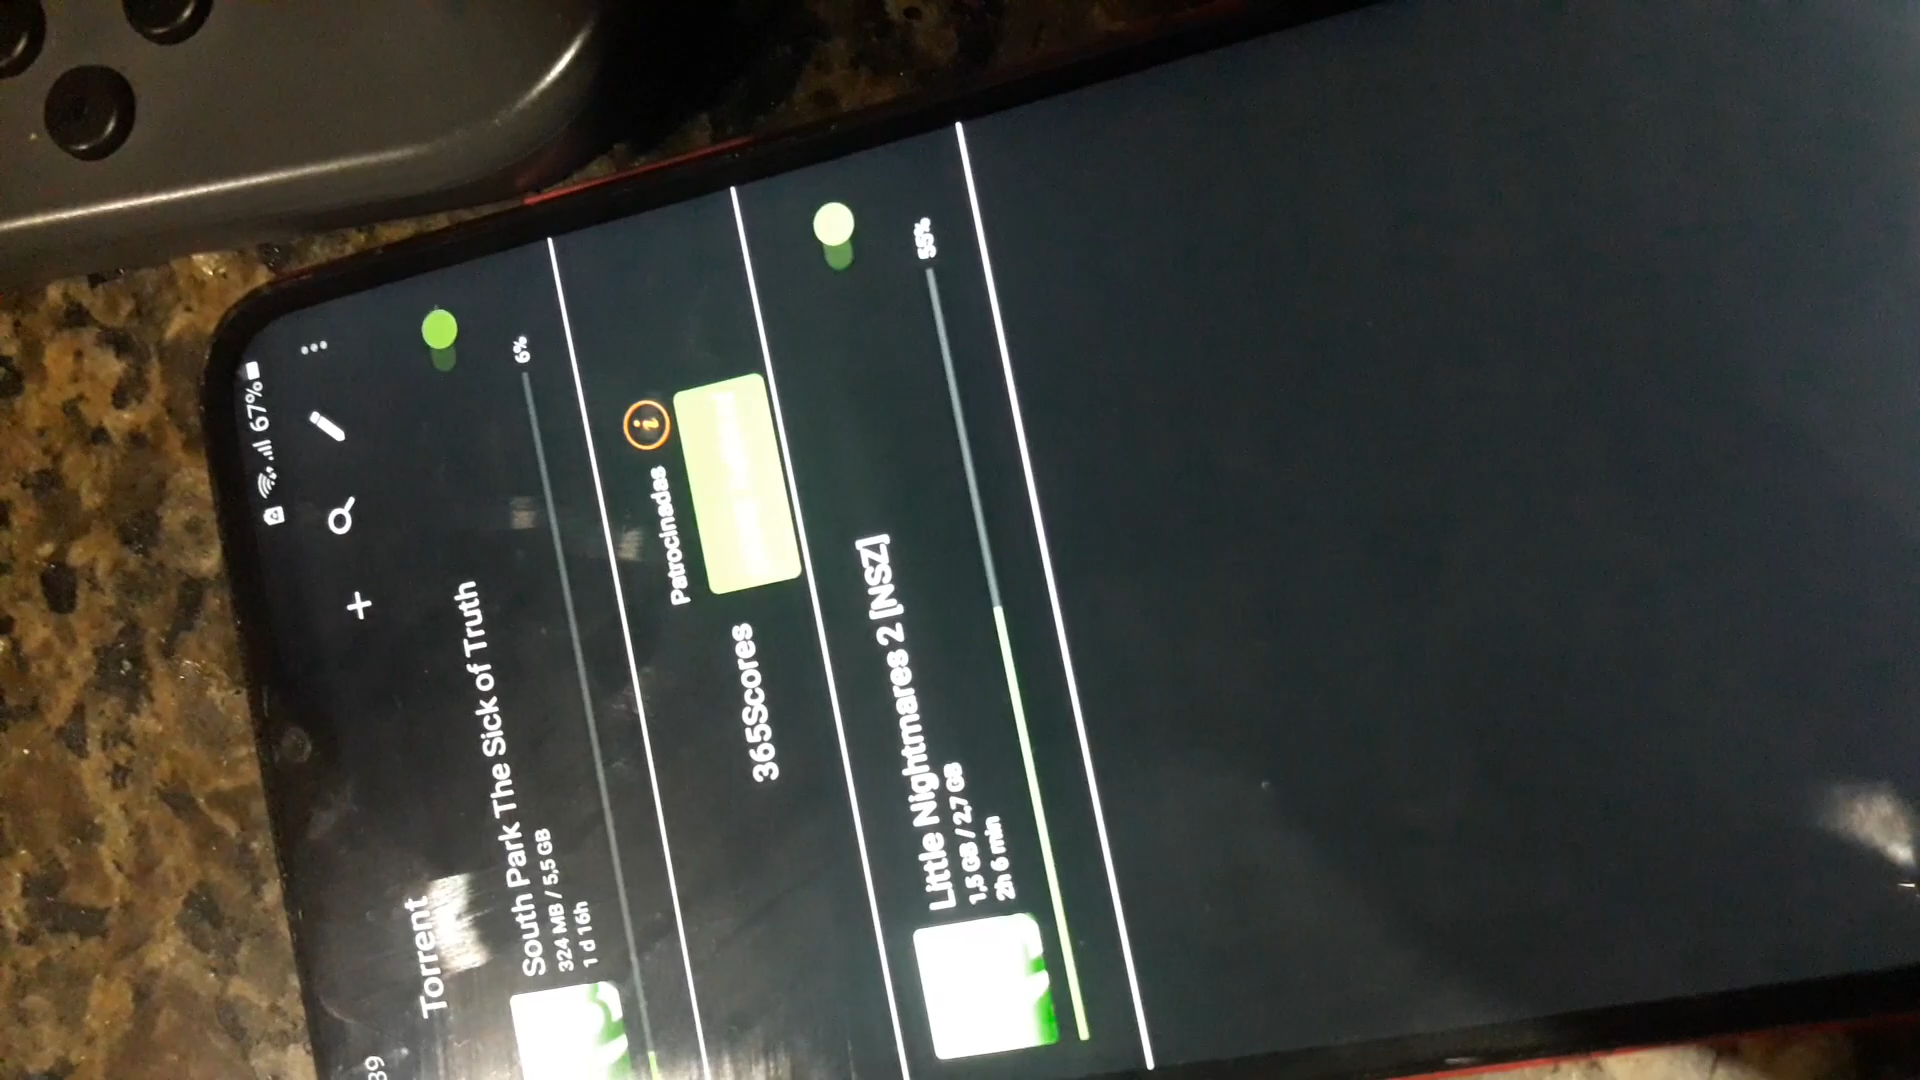 67%
Torrent
South Park The Sick of Truth
324 MB / 5,5 GB
1 d 16h
6%
Patrocinadas
365Scores
Little Nightmares 2 [NSZ]
1,5 GB / 2,7 GB
2h 6 min
55%